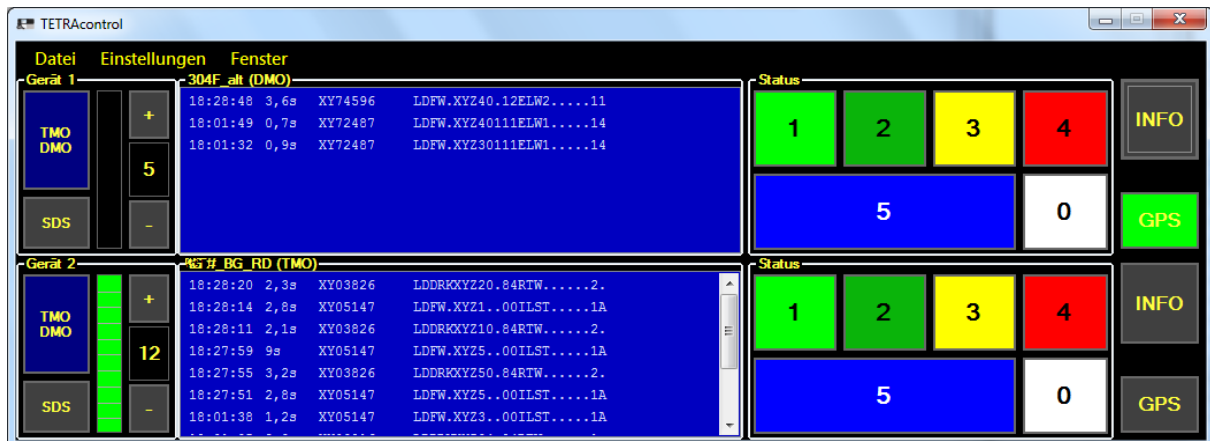 TETRAcontrol
Datei Einstellungen Fenster
Gerät 1
304F_alt (DMO)
Status
TMO
DMO
SDS
+
5
-
18:28:48 3,6s XY74596 LDFW.XYZ40.12ELW2.....11
18:01:49 0,7s XY72487 LDFW.XYZ40111ELW1.....14
18:01:32 0,9s XY72487 LDFW.XYZ30111ELW1.....14
1 2 3 4
5 0
INFO
GPS
Gerät 2
_BG_RD (TMO)
Status
TMO
DMO
SDS
+
12
-
18:28:20 2,3s XY03826 LDDRKXYZ20.84RTW......2.
18:28:14 2,8s XY05147 LDFW.XYZ1..00ILST.....1A
18:28:11 2,1s XY03826 LDDRKXYZ10.84RTW......2.
18:27:59 9s XY05147 LDFW.XYZ5..00ILST.....1A
18:27:55 3,2s XY03826 LDDRKXYZ50.84RTW......2.
18:27:51 2,8s XY05147 LDFW.XYZ5..00ILST.....1A
18:01:38 1,2s XY05147 LDFW.XYZ3..00ILST.....1A
1 2 3 4
5 0
INFO
GPS